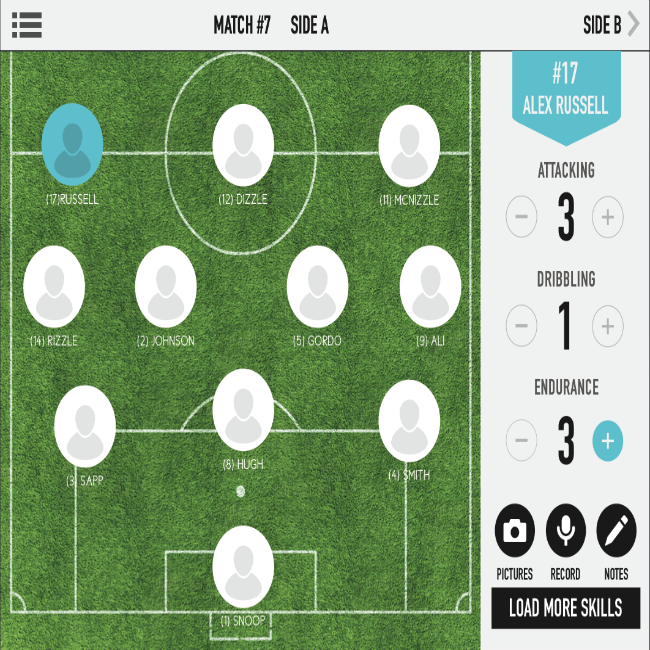 MATCH #7 SIDE A
SIDE B
#17
ALEX RUSSELL
(17)RUSSELL
(12) DIZZLE
(11) MCNIZZLE
(14) RIZZLE
(2) JOHNSON
(5) GORDO
(9) ALI
(3) SAPP
(8) HUGH
(4) SMITH
(1) SNOOP
ATTACKING
− 3 +
DRIBBLING
− 1 +
ENDURANCE
− 3 +
PICTURES
RECORD
NOTES
LOAD MORE SKILLS